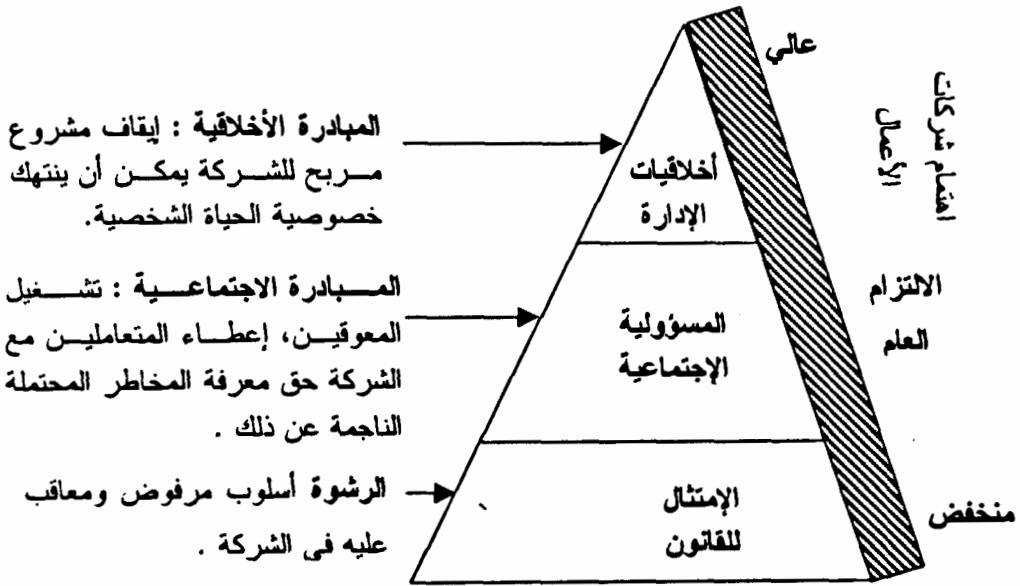 عالي
اهتمام شركات
الأعمال
المبادرة الأخلاقية : إيقاف مشروع
مربح للشركة يمكن أن ينتهك
خصوصية الحياة الشخصية.
أخلاقيات
الإدارة
المبادرة الاجتماعية : تشغيل
المعوقين، إعطاء المتعاملين مع
الشركة حق معرفة المخاطر المحتملة
الناجمة عن ذلك .
المسؤولية
الإجتماعية
الالتزام
العام
الرشوة أسلوب مرفوض ومعاقب
عليه فى الشركة .
الإمتثال
للقانون
منخفض